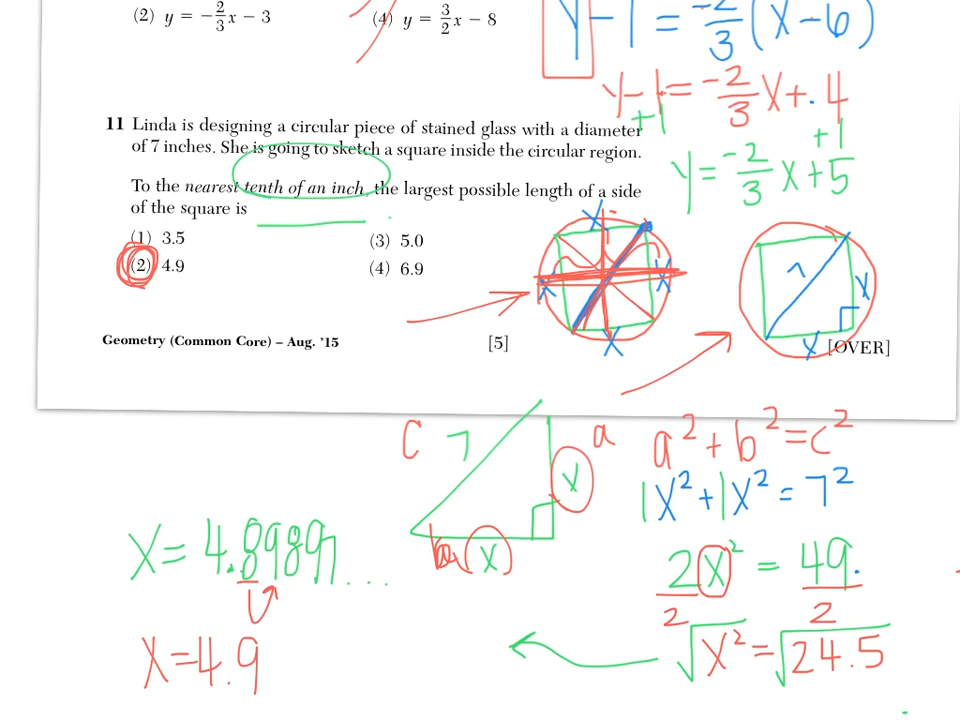 (2) y = -2/3x - 3
(4) y = 3/2x - 8
y-1 = -2/3(x-6)
y-1 = -2/3x+.4
+1 +1
y = -2/3x+5
11 Linda is designing a circular piece of stained glass with a diameter
of 7 inches. She is going to sketch a square inside the circular region.
To the nearest tenth of an inch, the largest possible length of a side
of the square is
(1) 3.5
(3) 5.0
(2) 4.9
(4) 6.9
x
x x
x
7 x
x
Geometry (Common Core) – Aug. ’15
[5]
[OVER]
c 7 a
x
b (x)
a²+b²=c²
1x²+1x²=7²
2x² = 49.
2 2
√x²=√24.5
x=4.8989...
x=4.9